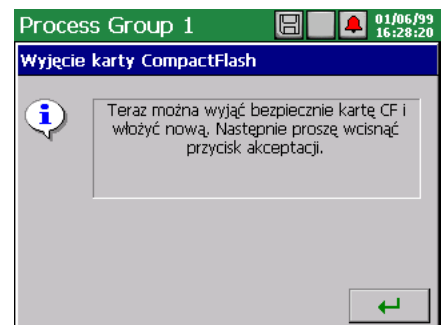 Process Group 1
01/06/99
16:28:20
Wyjęcie karty CompactFlash
Teraz można wyjąć bezpiecznie kartę CF i
włożyć nową. Następnie proszę wcisnąć
przycisk akceptacji.